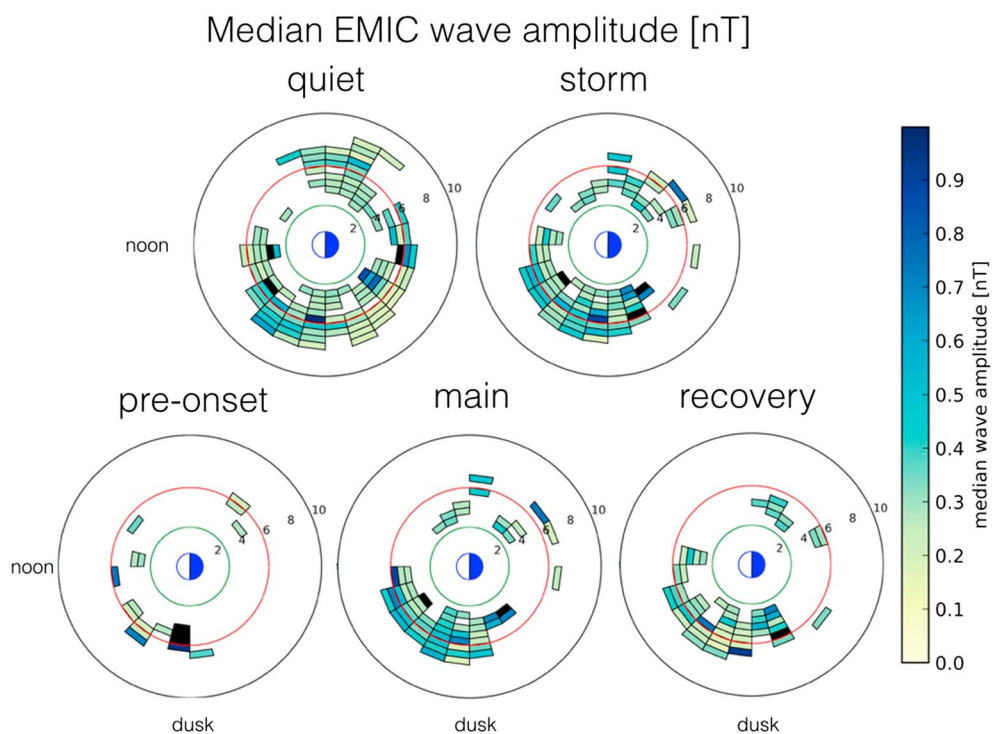 Median EMIC wave amplitude [nT]
quiet
storm
noon
2
4
6
8
10
2
4
6
8
10
pre-onset
main
recovery
noon
2
4
6
8
10
2
4
6
8
10
2
4
6
8
10
dusk
dusk
dusk
0.9
0.8
0.7
0.6
0.5
0.4
0.3
0.2
0.1
0.0
median wave amplitude [nT]